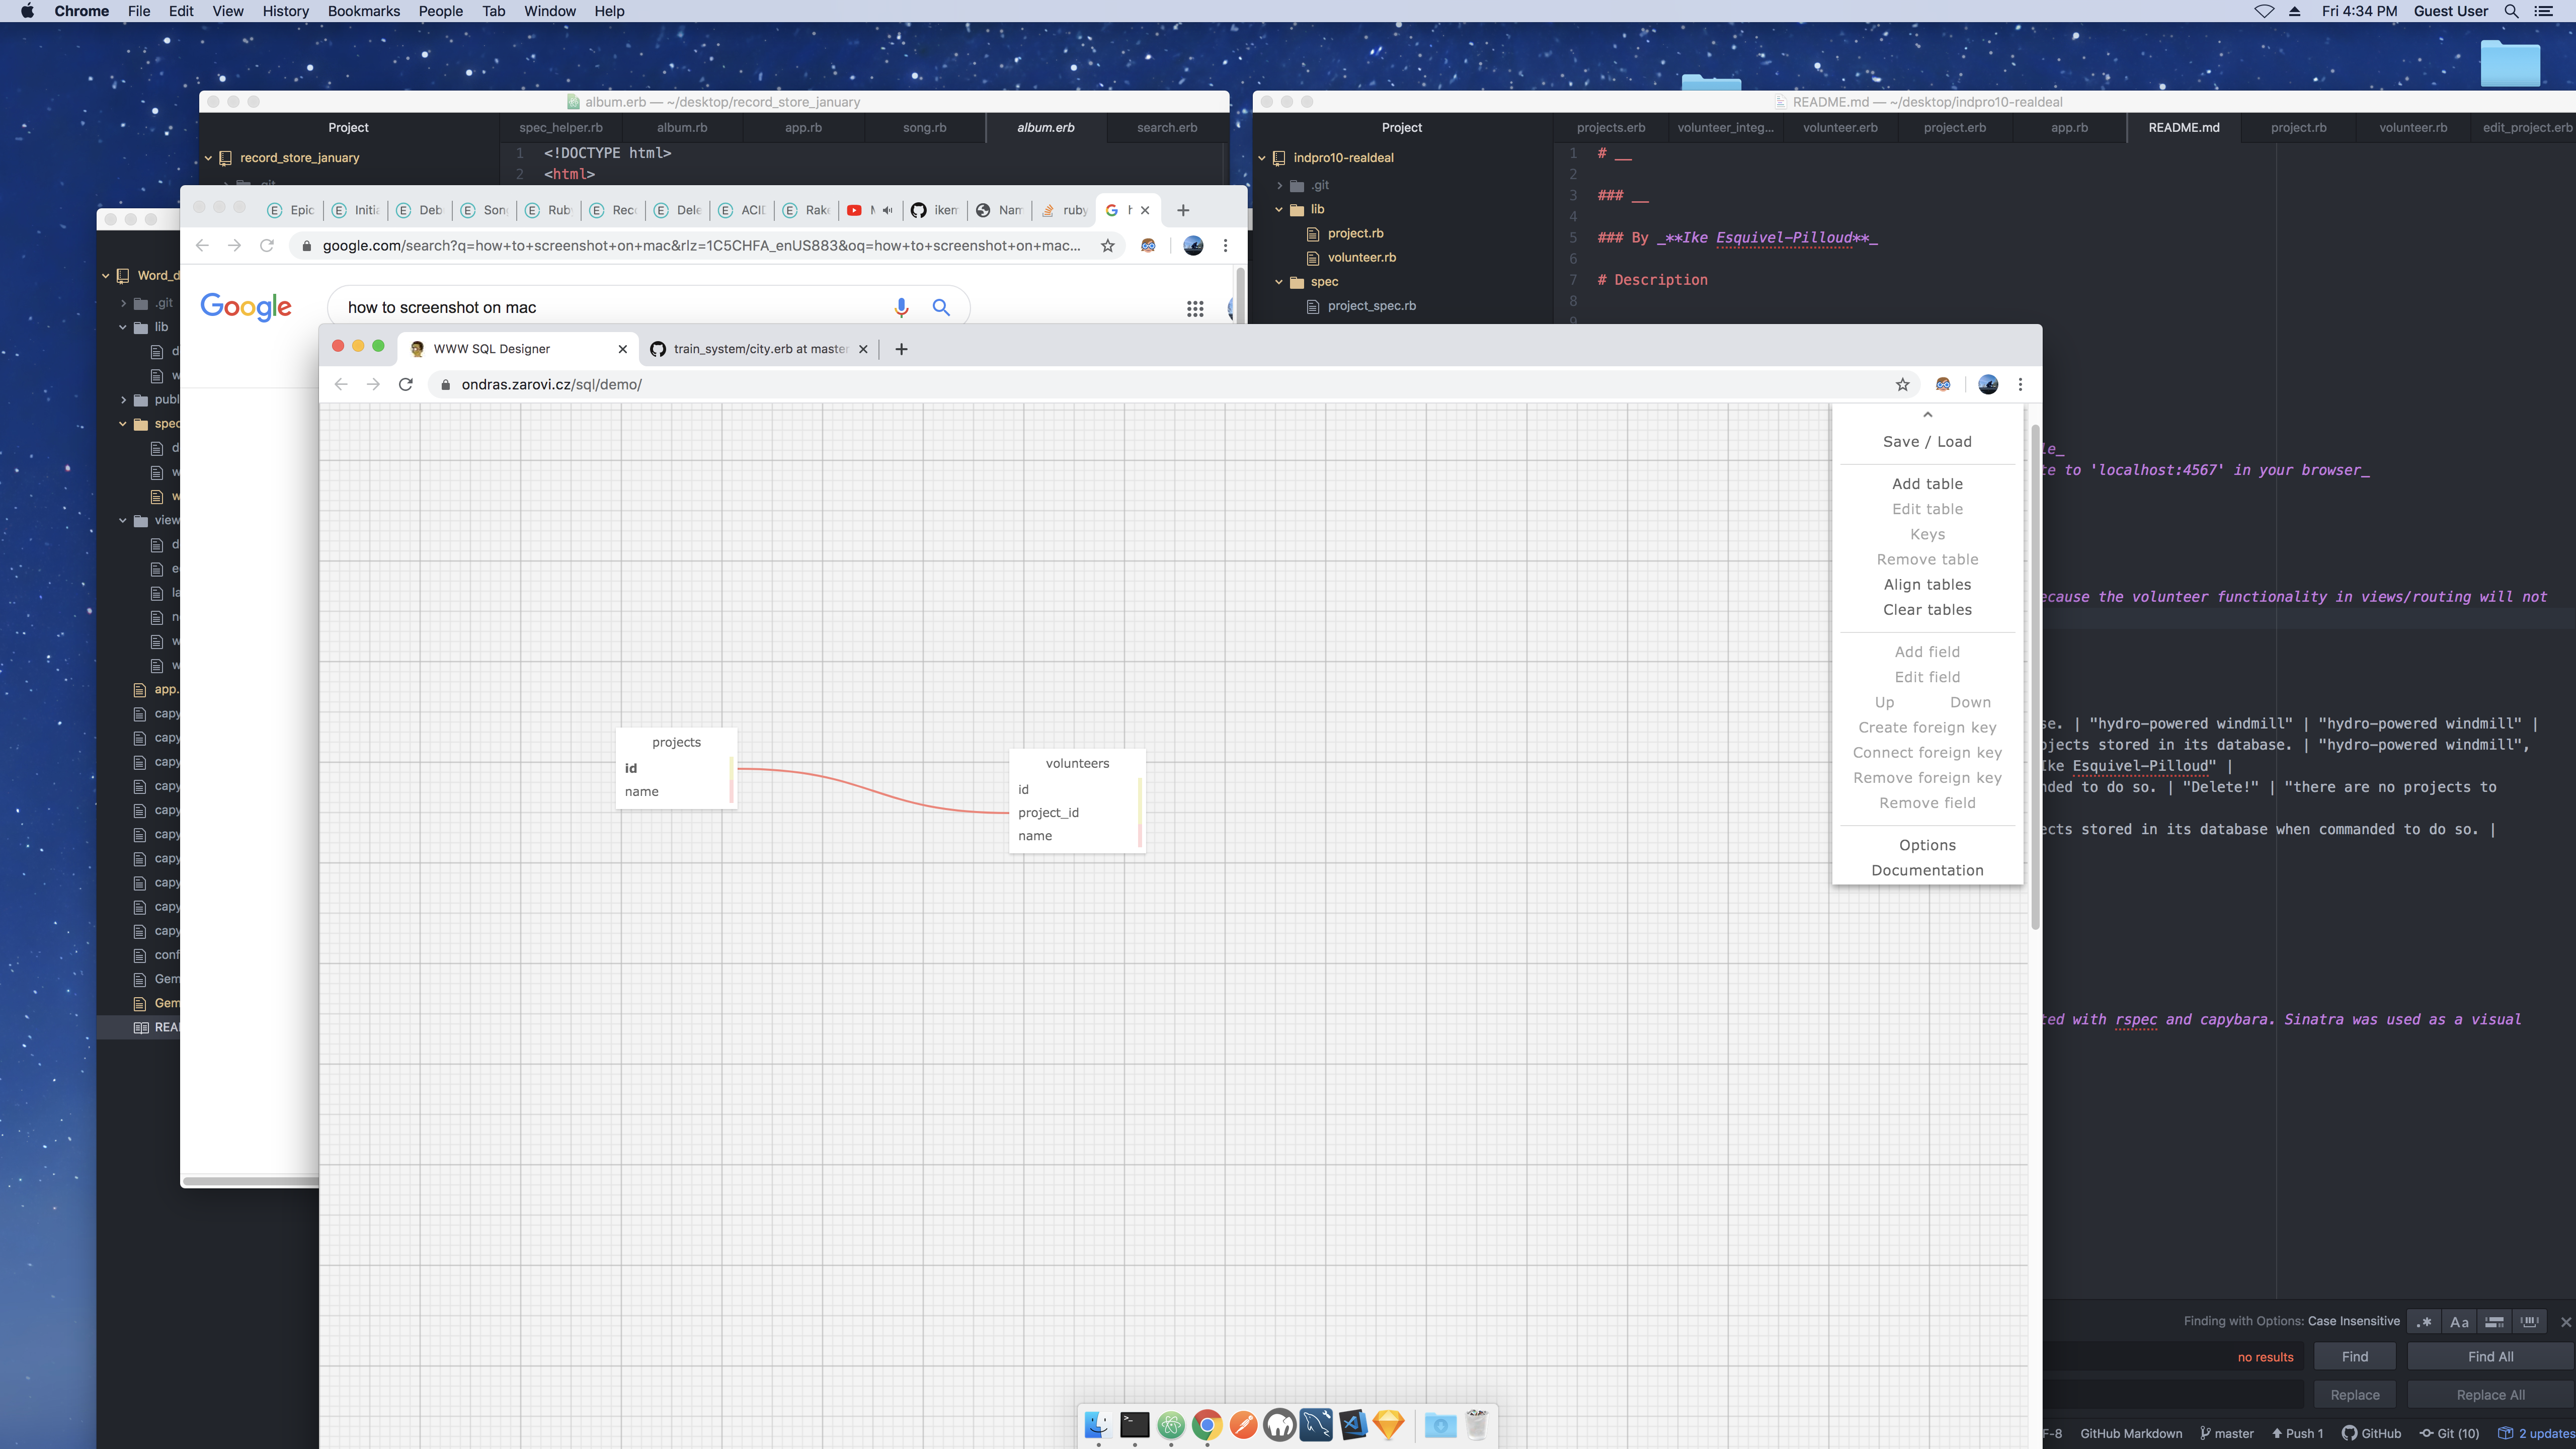 Chrome File Edit View History Bookmarks People Tab Window Help
Fri 4:34 PM Guest User
album.erb — ~/desktop/record_store_january
Project
spec_helper.rb album.rb app.rb song.rb album.erb search.erb
record_store_january
.git
1 <!DOCTYPE html>
2 <html>
README.md — ~/desktop/indpro10-realdeal
Project
projects.erb volunteer_integ... volunteer.erb project.erb app.rb README.md project.rb volunteer.rb edit_project.erb
indpro10-realdeal
.git
lib
project.rb
volunteer.rb
spec
project_spec.rb
1 # __
2
3 ### __
4
5 ### By _**Ike Esquivel-Pilloud**_
6
7 # Description
8
9
Word_d
.git
lib
d
w
publ
spec
d
w
w
view
d
e
la
n
w
w
app.
capy
capy
capy
capy
capy
capy
capy
capy
capy
capy
conf
Gem
Gem
REA
Epic Initia Deb Son Rub Rec Dele ACI Rake ikem Nam ruby
google.com/search?q=how+to+screenshot+on+mac&rlz=1C5CHFA_enUS883&oq=how+to+screenshot+on+mac...
Google
how to screenshot on mac
WWW SQL Designer
train_system/city.erb at master
ondras.zarovi.cz/sql/demo/
projects
id
name
volunteers
id
project_id
name
Save / Load
Add table
Edit table
Keys
Remove table
Align tables
Clear tables
Add field
Edit field
Up Down
Create foreign key
Connect foreign key
Remove foreign key
Remove field
Options
Documentation
le_
te to 'localhost:4567' in your browser_
ecause the volunteer functionality in views/routing will not
se. | "hydro-powered windmill" | "hydro-powered windmill" |
ojects stored in its database. | "hydro-powered windmill",
Ike Esquivel-Pilloud" |
nded to do so. | "Delete!" | "there are no projects to
ects stored in its database when commanded to do so. |
ted with rspec and capybara. Sinatra was used as a visual
Finding with Options: Case Insensitive
.* Aa
no results Find Find All
Replace Replace All
F-8 GitHub Markdown master Push 1 GitHub Git (10) 2 updates